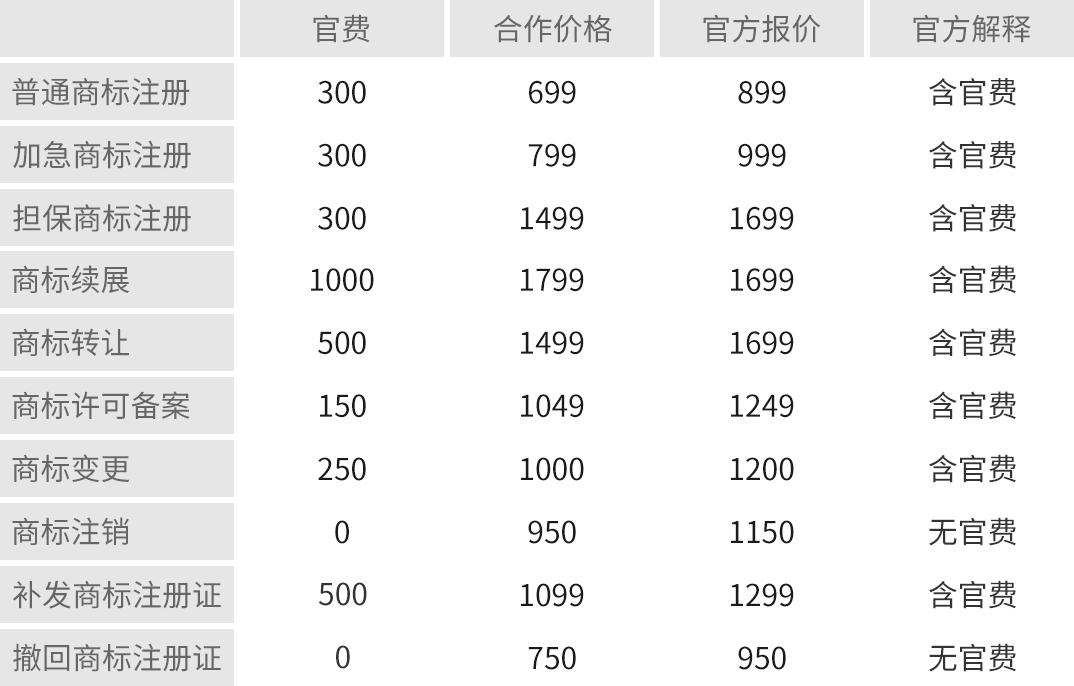 官费 合作价格 官方报价 官方解释
普通商标注册 300 699 899 含官费
加急商标注册 300 799 999 含官费
担保商标注册 300 1499 1699 含官费
商标续展 1000 1799 1699 含官费
商标转让 500 1499 1699 含官费
商标许可备案 150 1049 1249 含官费
商标变更 250 1000 1200 含官费
商标注销 0 950 1150 无官费
补发商标注册证 500 1099 1299 含官费
撤回商标注册证 0 750 950 无官费